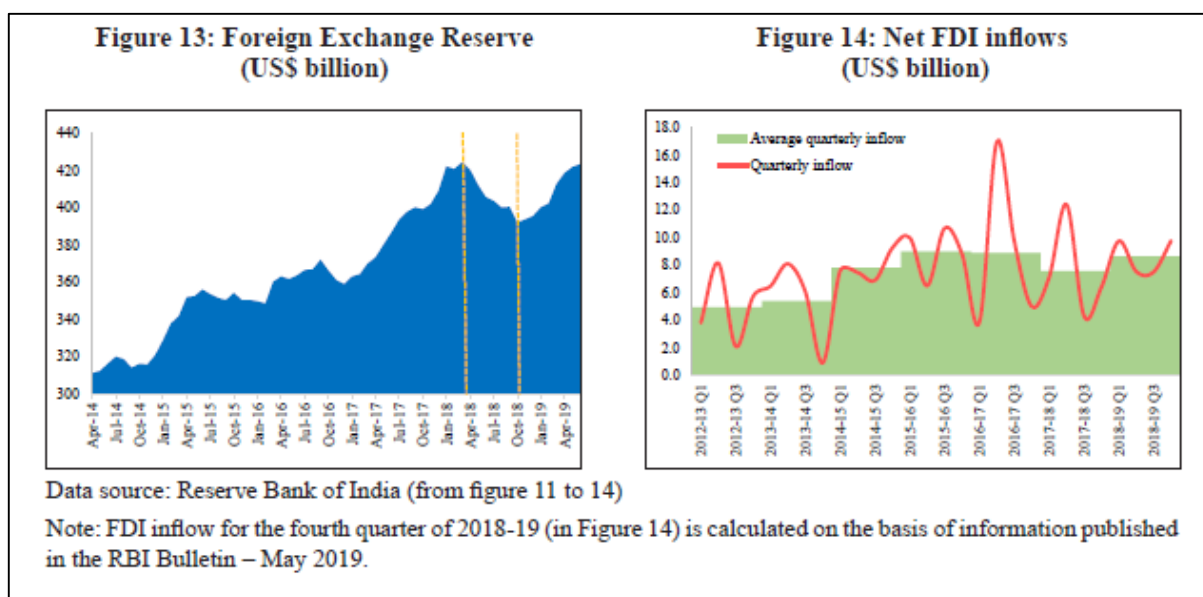 Figure 13: Foreign Exchange Reserve
(US$ billion)
440
420
400
380
360
340
320
300
Apr-14
Jul-14
Oct-14
Jan-15
Apr-15
Jul-15
Oct-15
Jan-16
Apr-16
Jul-16
Oct-16
Jan-17
Apr-17
Jul-17
Oct-17
Jan-18
Apr-18
Jul-18
Oct-18
Jan-19
Apr-19
Figure 14: Net FDI inflows
(US$ billion)
18.0
16.0
14.0
12.0
10.0
8.0
6.0
4.0
2.0
0.0
Average quarterly inflow
Quarterly inflow
2012-13 Q1
2012-13 Q3
2013-14 Q1
2013-14 Q3
2014-15 Q1
2014-15 Q3
2015-16 Q1
2015-16 Q3
2016-17 Q1
2016-17 Q3
2017-18 Q1
2017-18 Q3
2018-19 Q1
2018-19 Q3
Data source: Reserve Bank of India (from figure 11 to 14)
Note: FDI inflow for the fourth quarter of 2018-19 (in Figure 14) is calculated on the basis of information published
in the RBI Bulletin – May 2019.